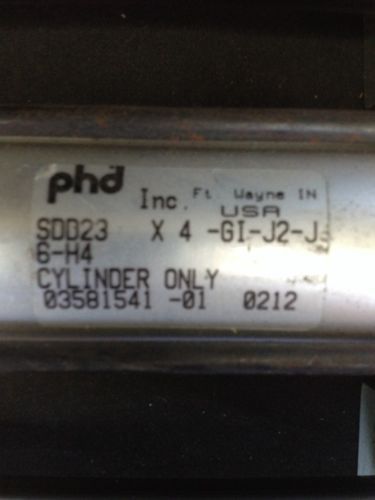 phd Inc. Ft. Wayne IN
USA
SDD23 X 4 -GI-J2-J
6-H4
CYLINDER ONLY
03581541 -01 0212